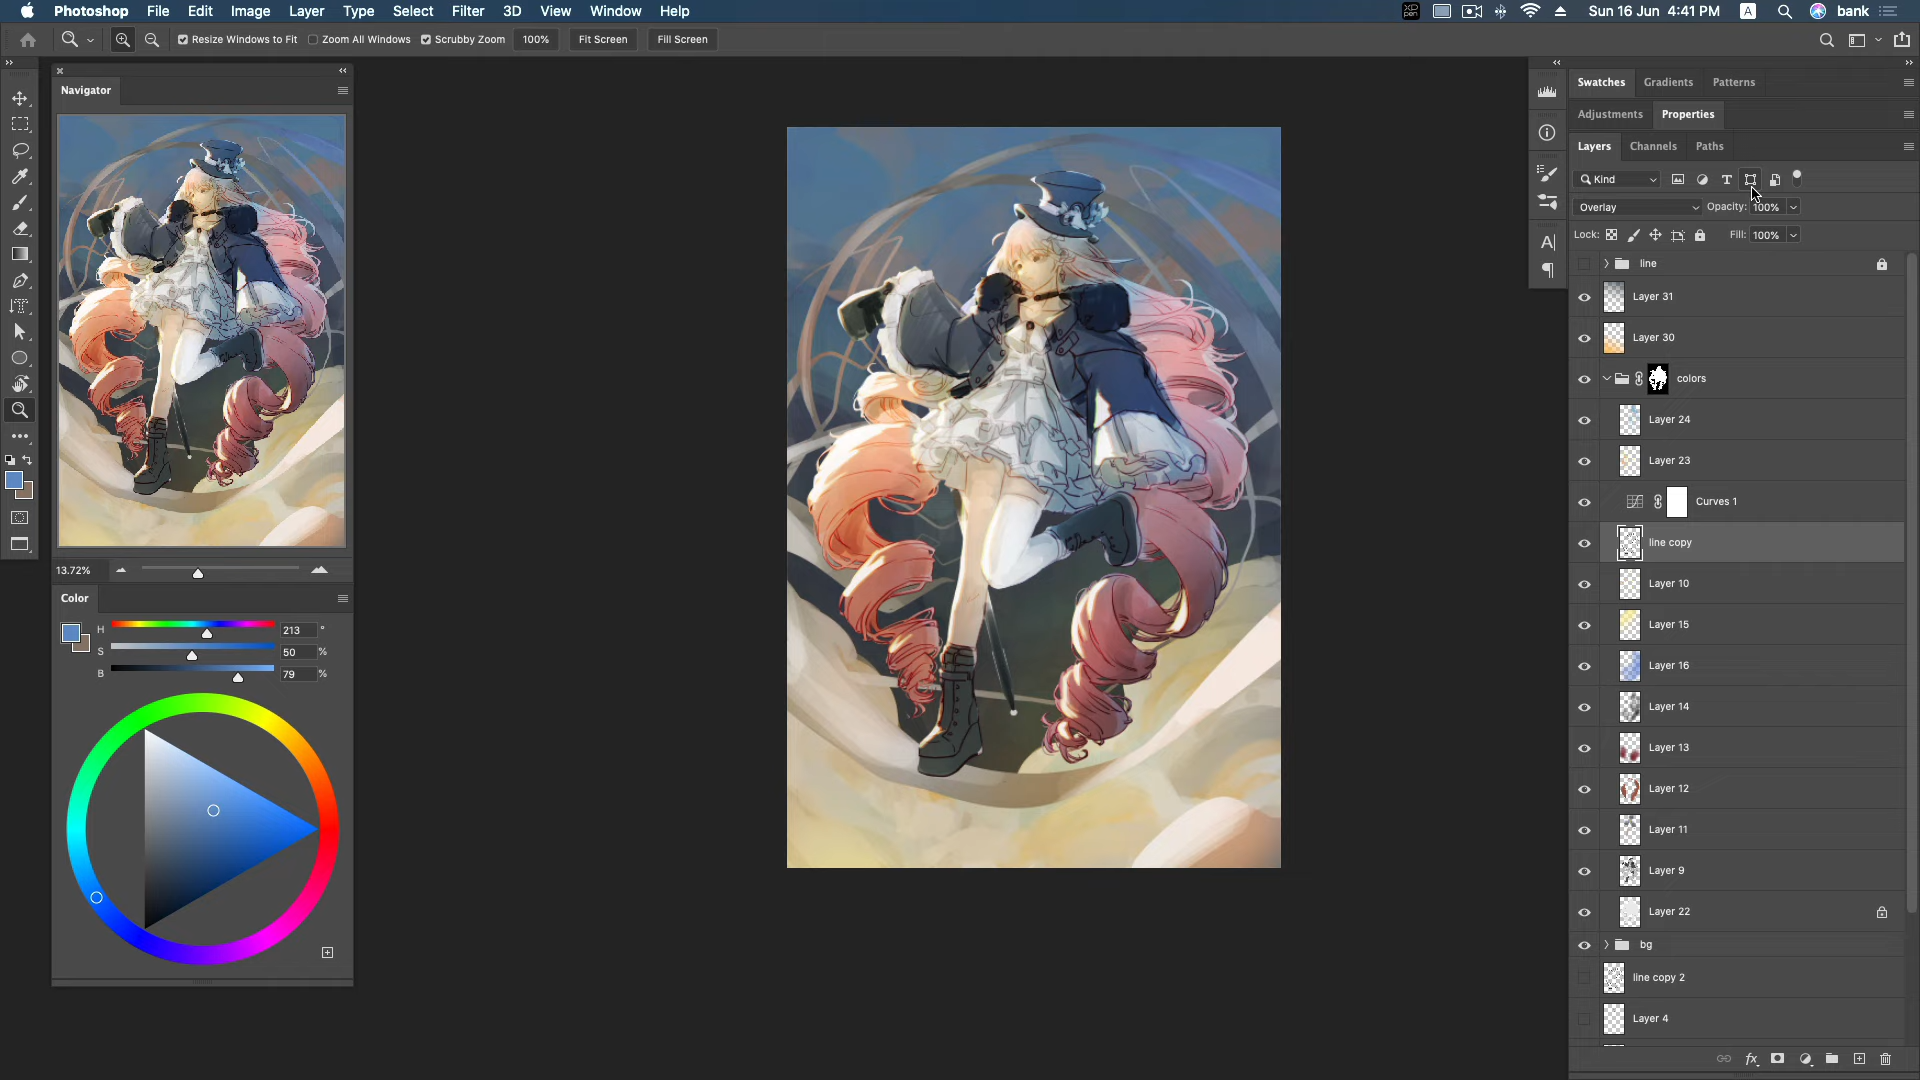 Photoshop File Edit Image Layer Type Select Filter 3D View Window Help
XD PEN Sun 16 Jun 4:41 PM A bank
Resize Windows to Fit Zoom All Windows Scrubby Zoom 100% Fit Screen Fill Screen
Navigator
13.72%
Color
H 213 °
S 50 %
B 79 %
Swatches Gradients Patterns
Adjustments Properties
Layers Channels Paths
Kind
Overlay Opacity: 100%
Lock: Fill: 100%
line
Layer 31
Layer 30
colors
Layer 24
Layer 23
Curves 1
line copy
Layer 10
Layer 15
Layer 16
Layer 14
Layer 13
Layer 12
Layer 11
Layer 9
Layer 22
bg
line copy 2
Layer 4
fx